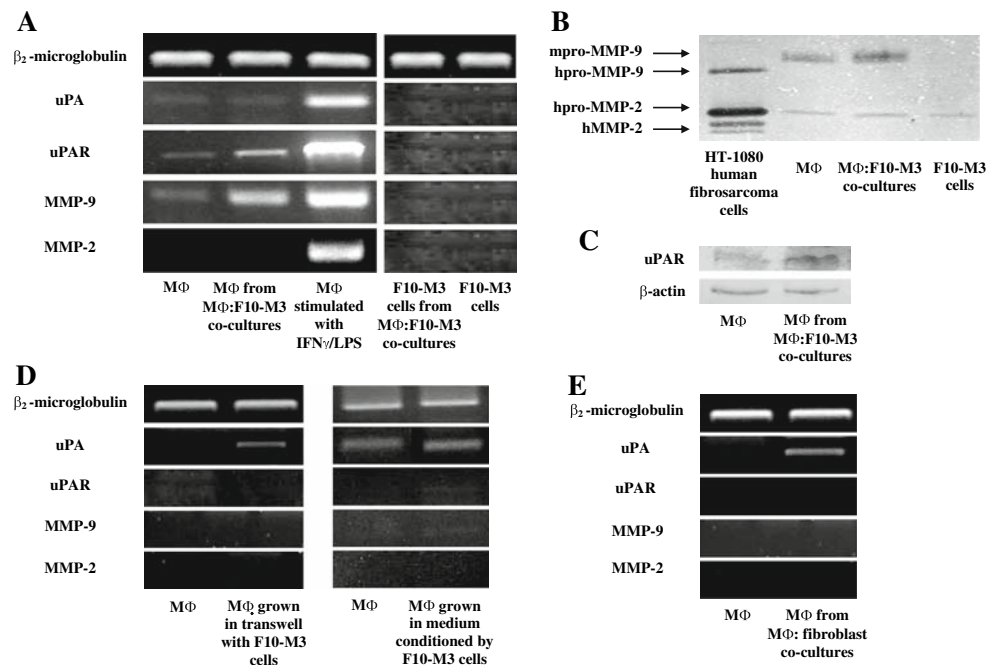 A
β2-microglobulin
uPA
uPAR
MMP-9
MMP-2
MΦ
MΦ from
MΦ:F10-M3
co-cultures
MΦ
stimulated
with
IFNγ/LPS
F10-M3
cells from
MΦ:F10-M3
co-cultures
F10-M3
cells
B
mpro-MMP-9
hpro-MMP-9
hpro-MMP-2
hMMP-2
HT-1080
human
fibrosarcoma
cells
MΦ
MΦ:F10-M3
co-cultures
F10-M3
cells
C
uPAR
β-actin
MΦ
MΦ from
MΦ:F10-M3
co-cultures
D
β2-microglobulin
uPA
uPAR
MMP-9
MMP-2
MΦ
MΦ grown
in transwell
with F10-M3
cells
MΦ
MΦ grown
in medium
conditioned by
F10-M3 cells
E
β2-microglobulin
uPA
uPAR
MMP-9
MMP-2
MΦ
MΦ from
MΦ: fibroblast
co-cultures